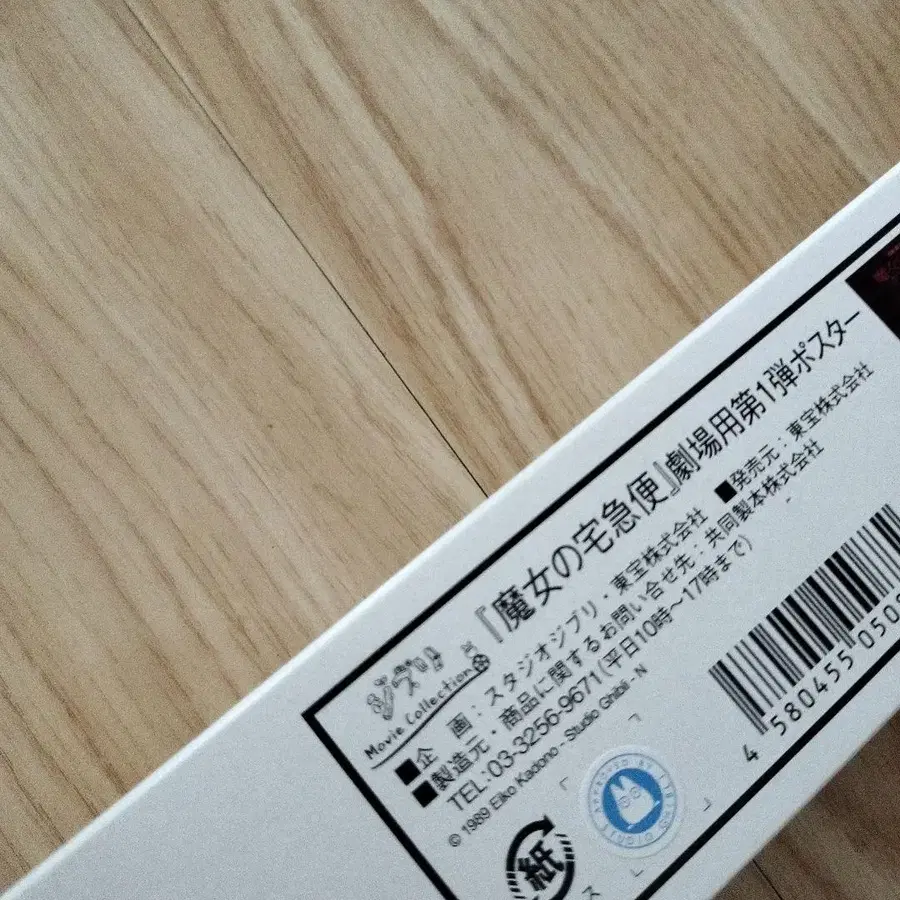 ジブリ
Movie Collection
『魔女の宅急便』劇場用第1弾ポスター
■企　画：スタジオジブリ・東宝株式会社　■発売元：東宝株式会社
■製造元・商品に関するお問い合せ先：共同製本株式会社
TEL:03-3256-9671(平日10時〜17時まで)
© 1989 Eiko Kadono - Studio Ghibli - N
4 580455 050
紙
ス